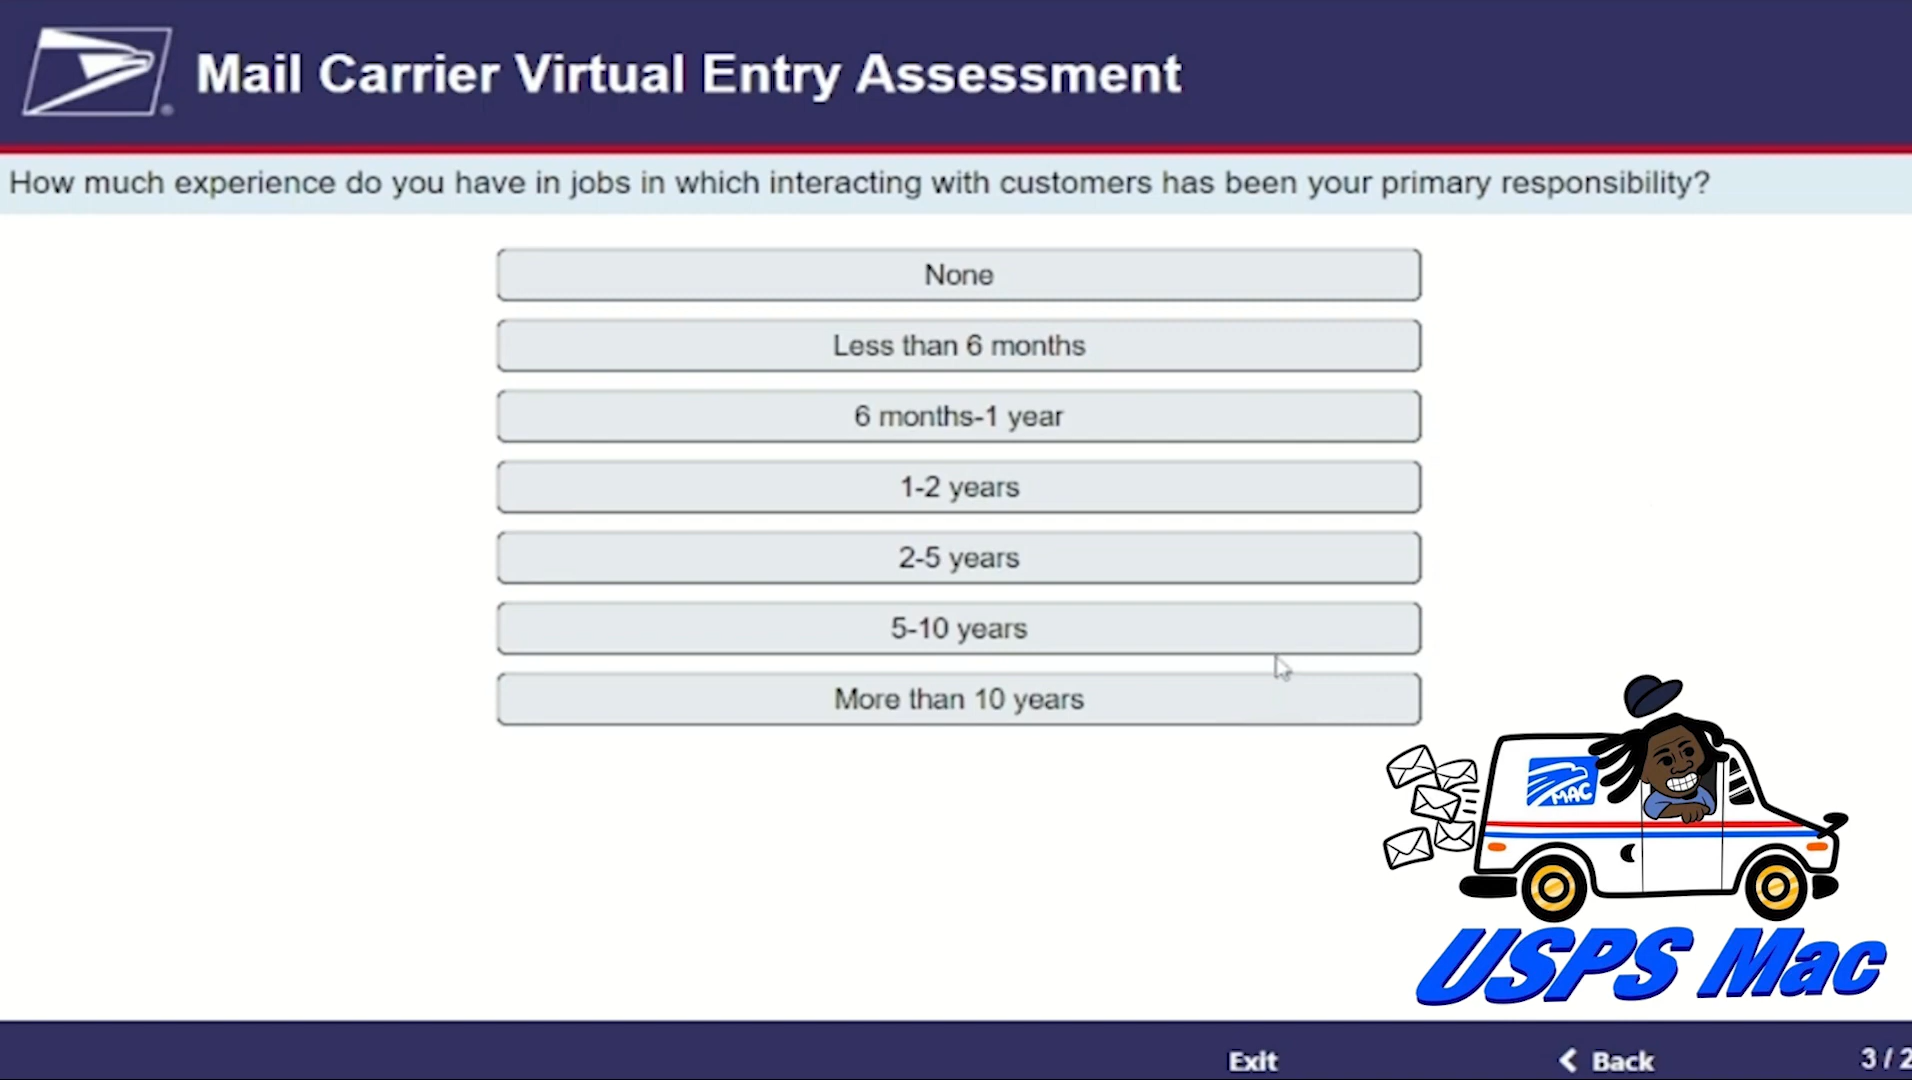 Mail Carrier Virtual Entry Assessment
How much experience do you have in jobs in which interacting with customers has been your primary responsibility?
None
Less than 6 months
6 months-1 year
1-2 years
2-5 years
5-10 years
More than 10 years
MAC
USPS Mac
Exit
Back
3 / 2